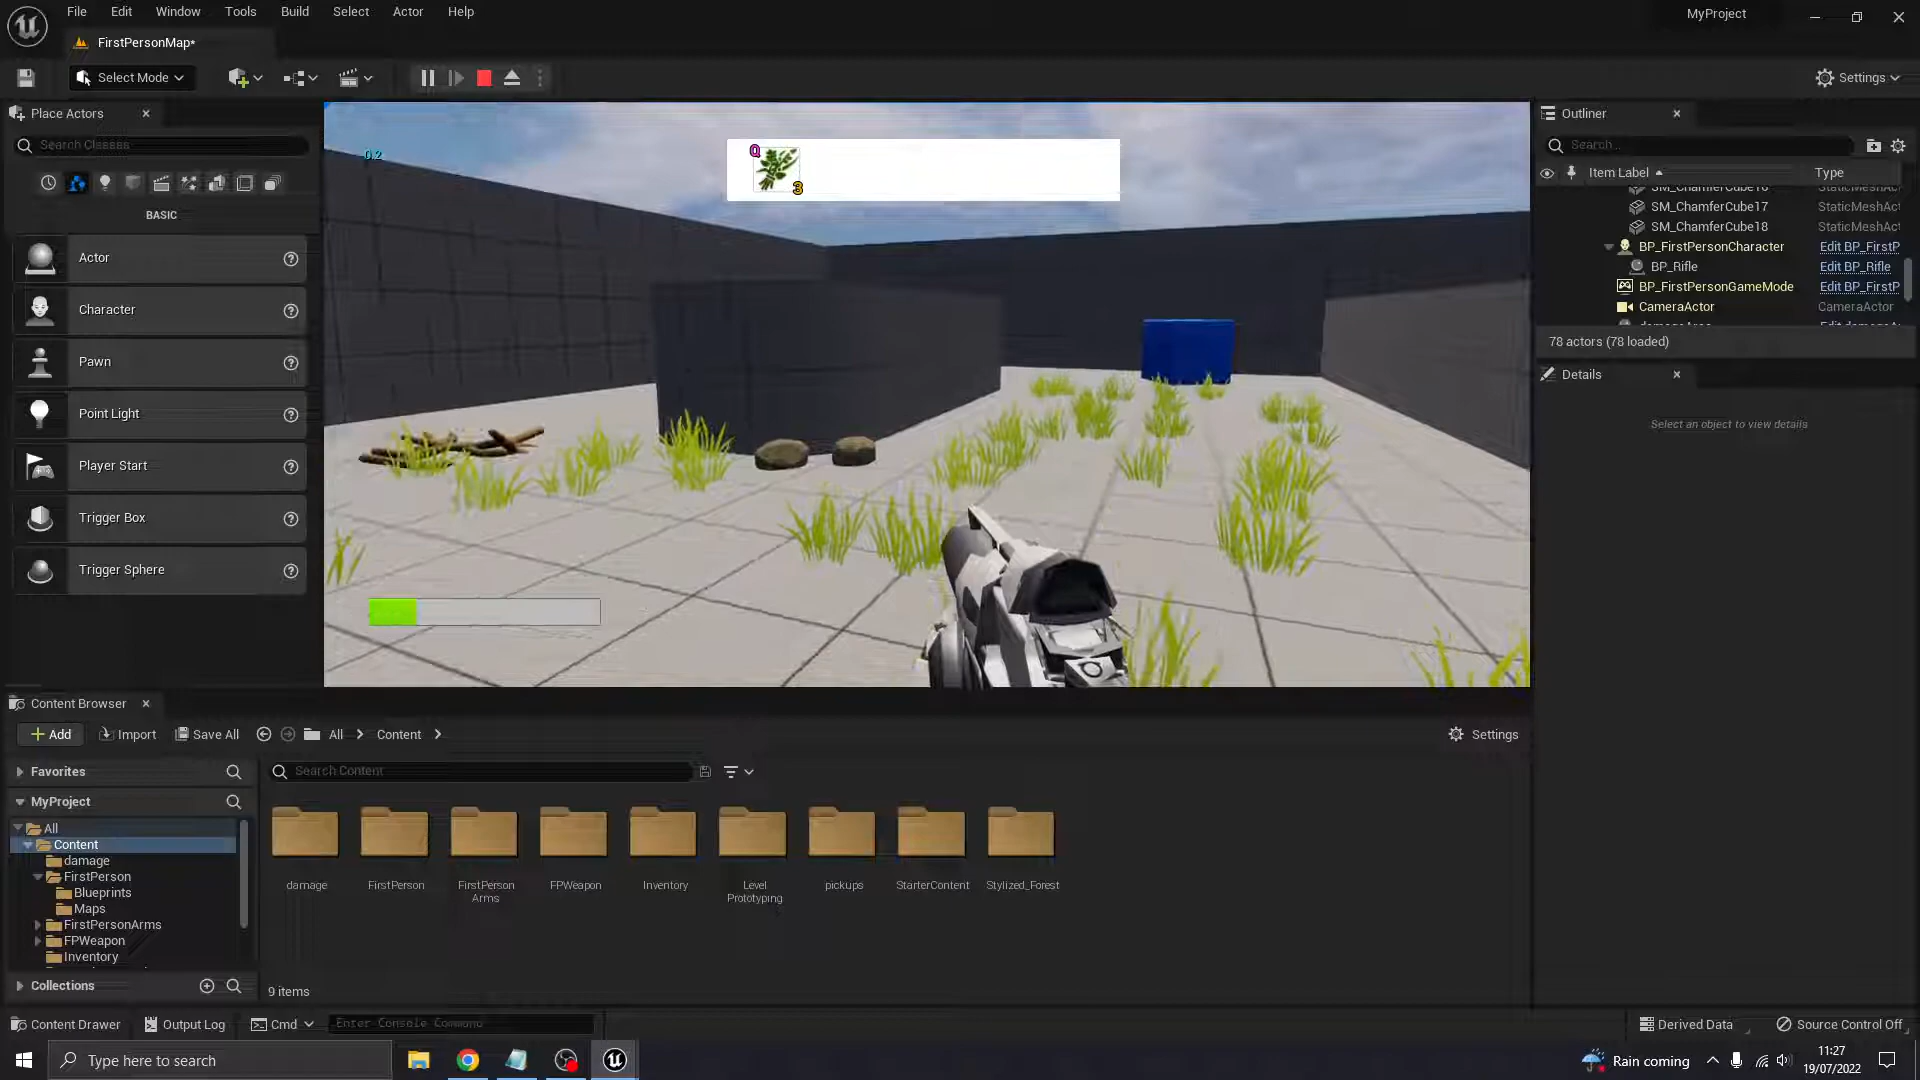 File Edit Window Tools Build Select Actor Help
MyProject
FirstPersonMap*
Select Mode
Settings
Place Actors
Search Classes
BASIC
Actor
Character
Pawn
Point Light
Player Start
Trigger Box
Trigger Sphere
0.2
Q
3
Outliner
Search...
Item Label Type
SM_ChamferCube16 StaticMeshAct
SM_ChamferCube17 StaticMeshAct
SM_ChamferCube18 StaticMeshAct
BP_FirstPersonCharacter Edit BP_FirstP
BP_Rifle Edit BP_Rifle
BP_FirstPersonGameMode Edit BP_FirstP
CameraActor CameraActor
78 actors (78 loaded)
Details
Select an object to view details
Content Browser
Add Import Save All All Content Settings
Favorites
MyProject
All
Content
damage
FirstPerson
Blueprints
Maps
FirstPersonArms
FPWeapon
Inventory
Collections
Search Content
damage
FirstPerson
FirstPerson
Arms
FPWeapon
Inventory
Level
Prototyping
pickups
StarterContent
Stylized_Forest
9 items
Content Drawer Output Log Cmd Enter Console Command
Derived Data Source Control Off
Type here to search
Rain coming
11:27
19/07/2022